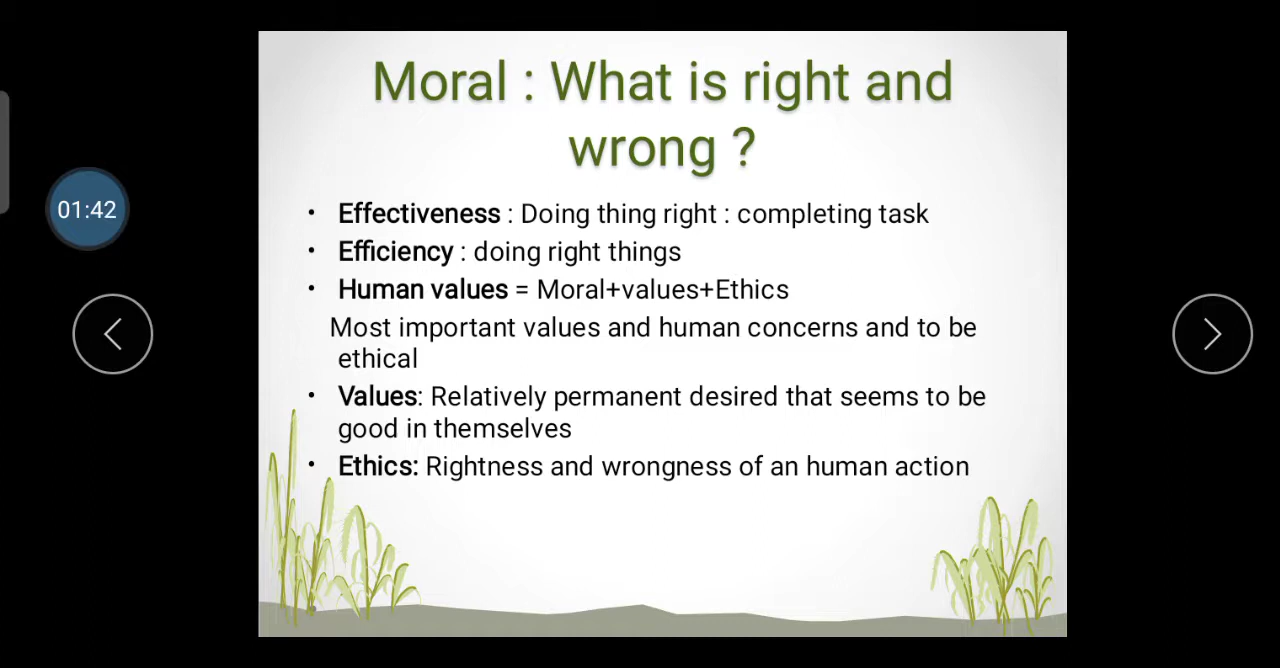 Moral : What is right and
wrong ?
01:42
• Effectiveness : Doing thing right : completing task
• Efficiency : doing right things
• Human values = Moral+values+Ethics
Most important values and human concerns and to be
ethical
• Values: Relatively permanent desired that seems to be
good in themselves
• Ethics: Rightness and wrongness of an human action